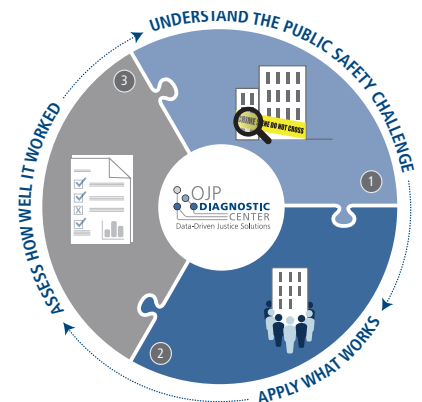 UNDERSTAND THE PUBLIC SAFETY CHALLENGE
3
CRIME SCENE DO NOT CROSS
1
OJP
DIAGNOSTIC
CENTER
Data-Driven Justice Solutions
ASSESS HOW WELL IT WORKED
2
APPLY WHAT WORKS